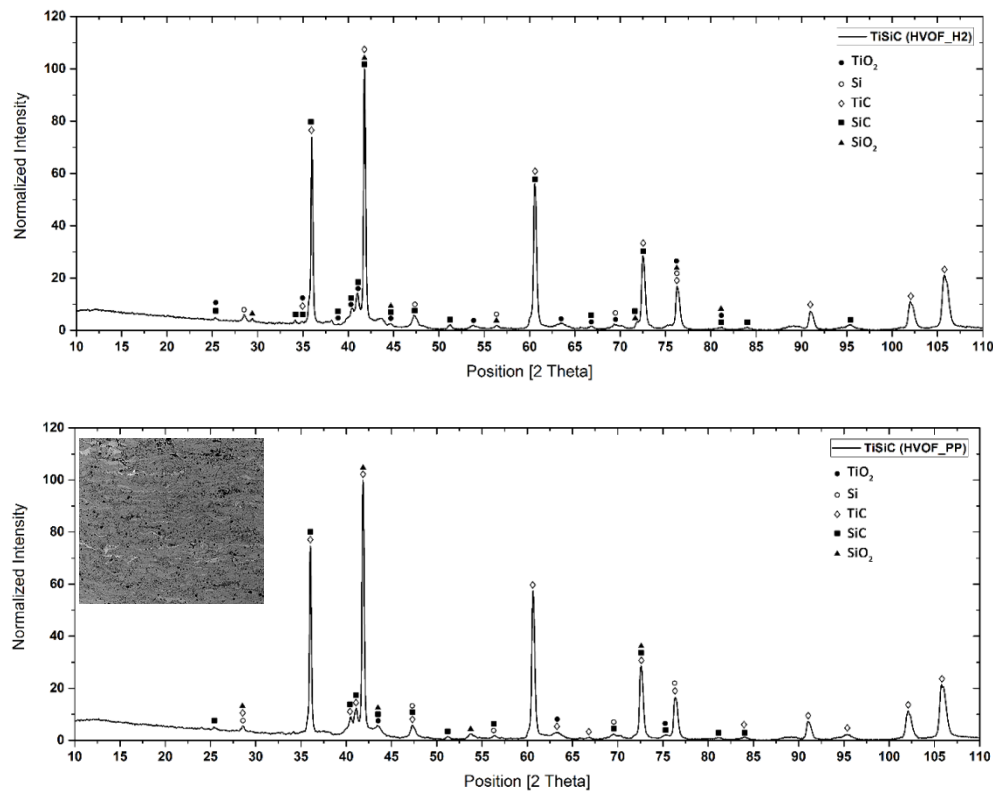 120
100
80
60
40
20
0
Normalized Intensity
TiSiC (HVOF_H2)
TiO2
Si
TiC
SiC
SiO2
10 15 20 25 30 35 40 45 50 55 60 65 70 75 80 85 90 95 100 105 110
Position [2 Theta]
120
100
80
60
40
20
0
Normalized Intensity
TiSiC (HVOF_PP)
TiO2
Si
TiC
SiC
SiO2
10 15 20 25 30 35 40 45 50 55 60 65 70 75 80 85 90 95 100 105 110
Position [2 Theta]